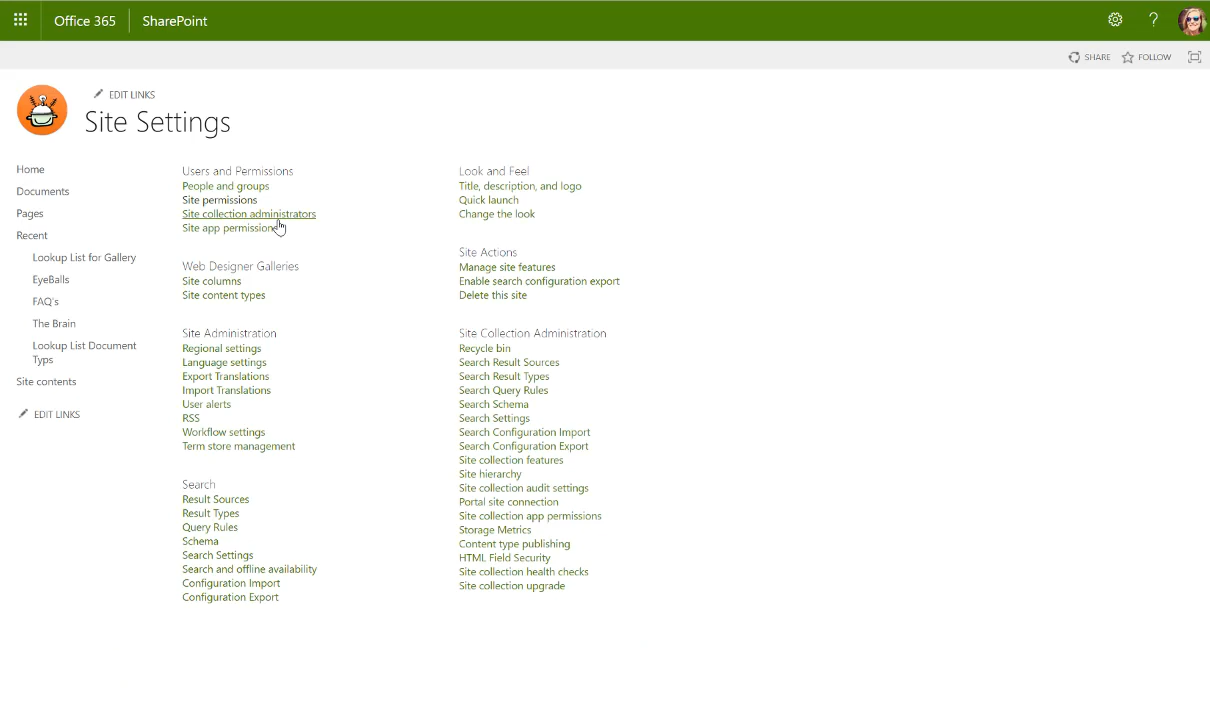 Office 365
SharePoint
?
SHARE
FOLLOW
EDIT LINKS
Site Settings
Home
Documents
Pages
Recent
Lookup List for Gallery
EyeBalls
FAQ's
The Brain
Lookup List Document
Typs
Site contents
EDIT LINKS
Users and Permissions
People and groups
Site permissions
Site collection administrators
Site app permission
Web Designer Galleries
Site columns
Site content types
Site Administration
Regional settings
Language settings
Export Translations
Import Translations
User alerts
RSS
Workflow settings
Term store management
Search
Result Sources
Result Types
Query Rules
Schema
Search Settings
Search and offline availability
Configuration Import
Configuration Export
Look and Feel
Title, description, and logo
Quick launch
Change the look
Site Actions
Manage site features
Enable search configuration export
Delete this site
Site Collection Administration
Recycle bin
Search Result Sources
Search Result Types
Search Query Rules
Search Schema
Search Settings
Search Configuration Import
Search Configuration Export
Site collection features
Site hierarchy
Site collection audit settings
Portal site connection
Site collection app permissions
Storage Metrics
Content type publishing
HTML Field Security
Site collection health checks
Site collection upgrade